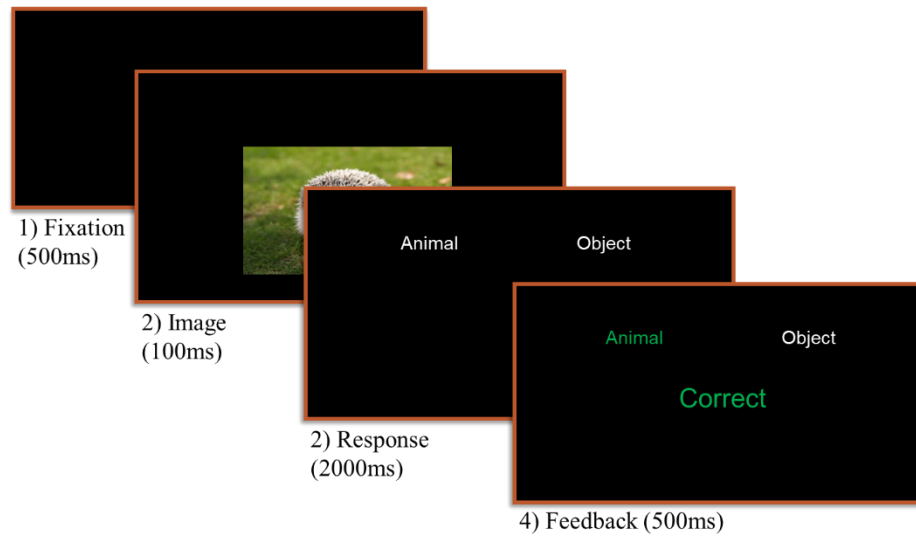 1) Fixation
(500ms)
2) Image
(100ms)
Animal Object
2) Response
(2000ms)
Animal Object
Correct
4) Feedback (500ms)